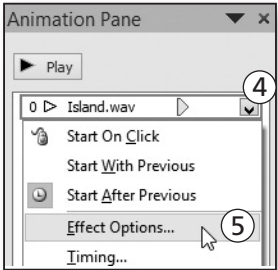 Animation Pane
Play
4
0 Island.wav
Start On Click
Start With Previous
Start After Previous
Effect Options...
5
Timing...